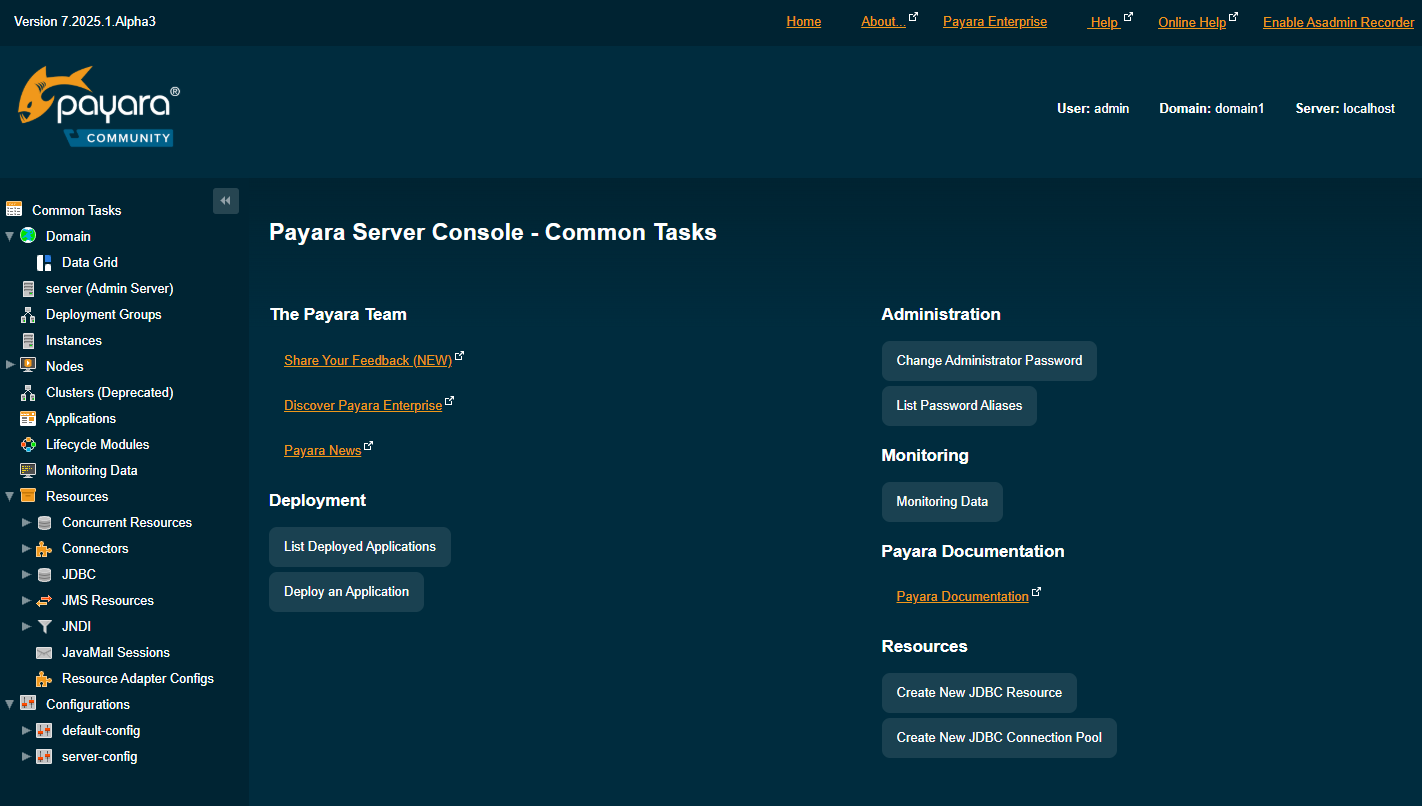 Version 7.2025.1.Alpha3
Home About... Payara Enterprise Help Online Help Enable Asadmin Recorder
payara®
COMMUNITY
User: admin Domain: domain1 Server: localhost
Common Tasks
Domain
Data Grid
server (Admin Server)
Deployment Groups
Instances
Nodes
Clusters (Deprecated)
Applications
Lifecycle Modules
Monitoring Data
Resources
Concurrent Resources
Connectors
JDBC
JMS Resources
JNDI
JavaMail Sessions
Resource Adapter Configs
Configurations
default-config
server-config
Payara Server Console - Common Tasks
The Payara Team
Share Your Feedback (NEW)
Discover Payara Enterprise
Payara News
Deployment
List Deployed Applications
Deploy an Application
Administration
Change Administrator Password
List Password Aliases
Monitoring
Monitoring Data
Payara Documentation
Payara Documentation
Resources
Create New JDBC Resource
Create New JDBC Connection Pool